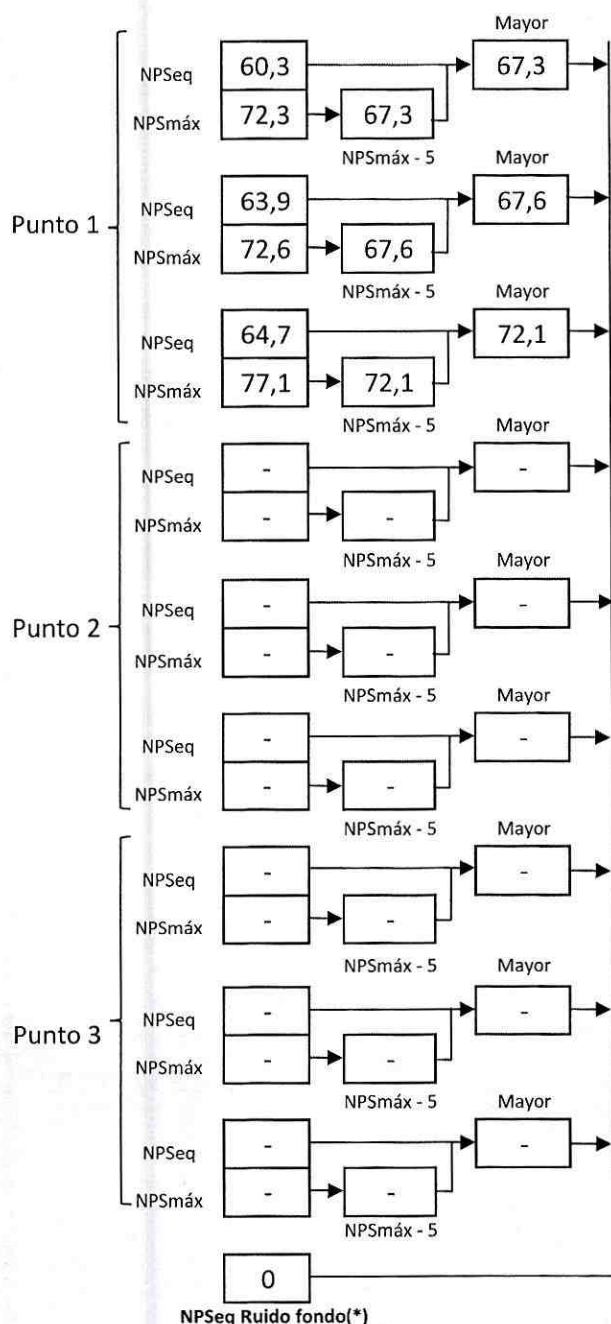 Mayor
NPSeq 60,3 67,3
NPSmáx 72,3 67,3
NPSmáx - 5
Mayor
Punto 1
NPSeq 63,9 67,6
NPSmáx 72,6 67,6
NPSmáx - 5
Mayor
NPSeq 64,7 72,1
NPSmáx 77,1 72,1
NPSmáx - 5
Mayor
NPSeq - -
NPSmáx - -
NPSmáx - 5
Mayor
Punto 2
NPSeq - -
NPSmáx - -
NPSmáx - 5
Mayor
NPSeq - -
NPSmáx - -
NPSmáx - 5
Mayor
NPSeq - -
NPSmáx - -
NPSmáx - 5
Mayor
Punto 3
NPSeq - -
NPSmáx - -
NPSmáx - 5
Mayor
NPSeq - -
NPSmáx - -
NPSmáx - 5
0
NPSeq Ruido fondo(*)